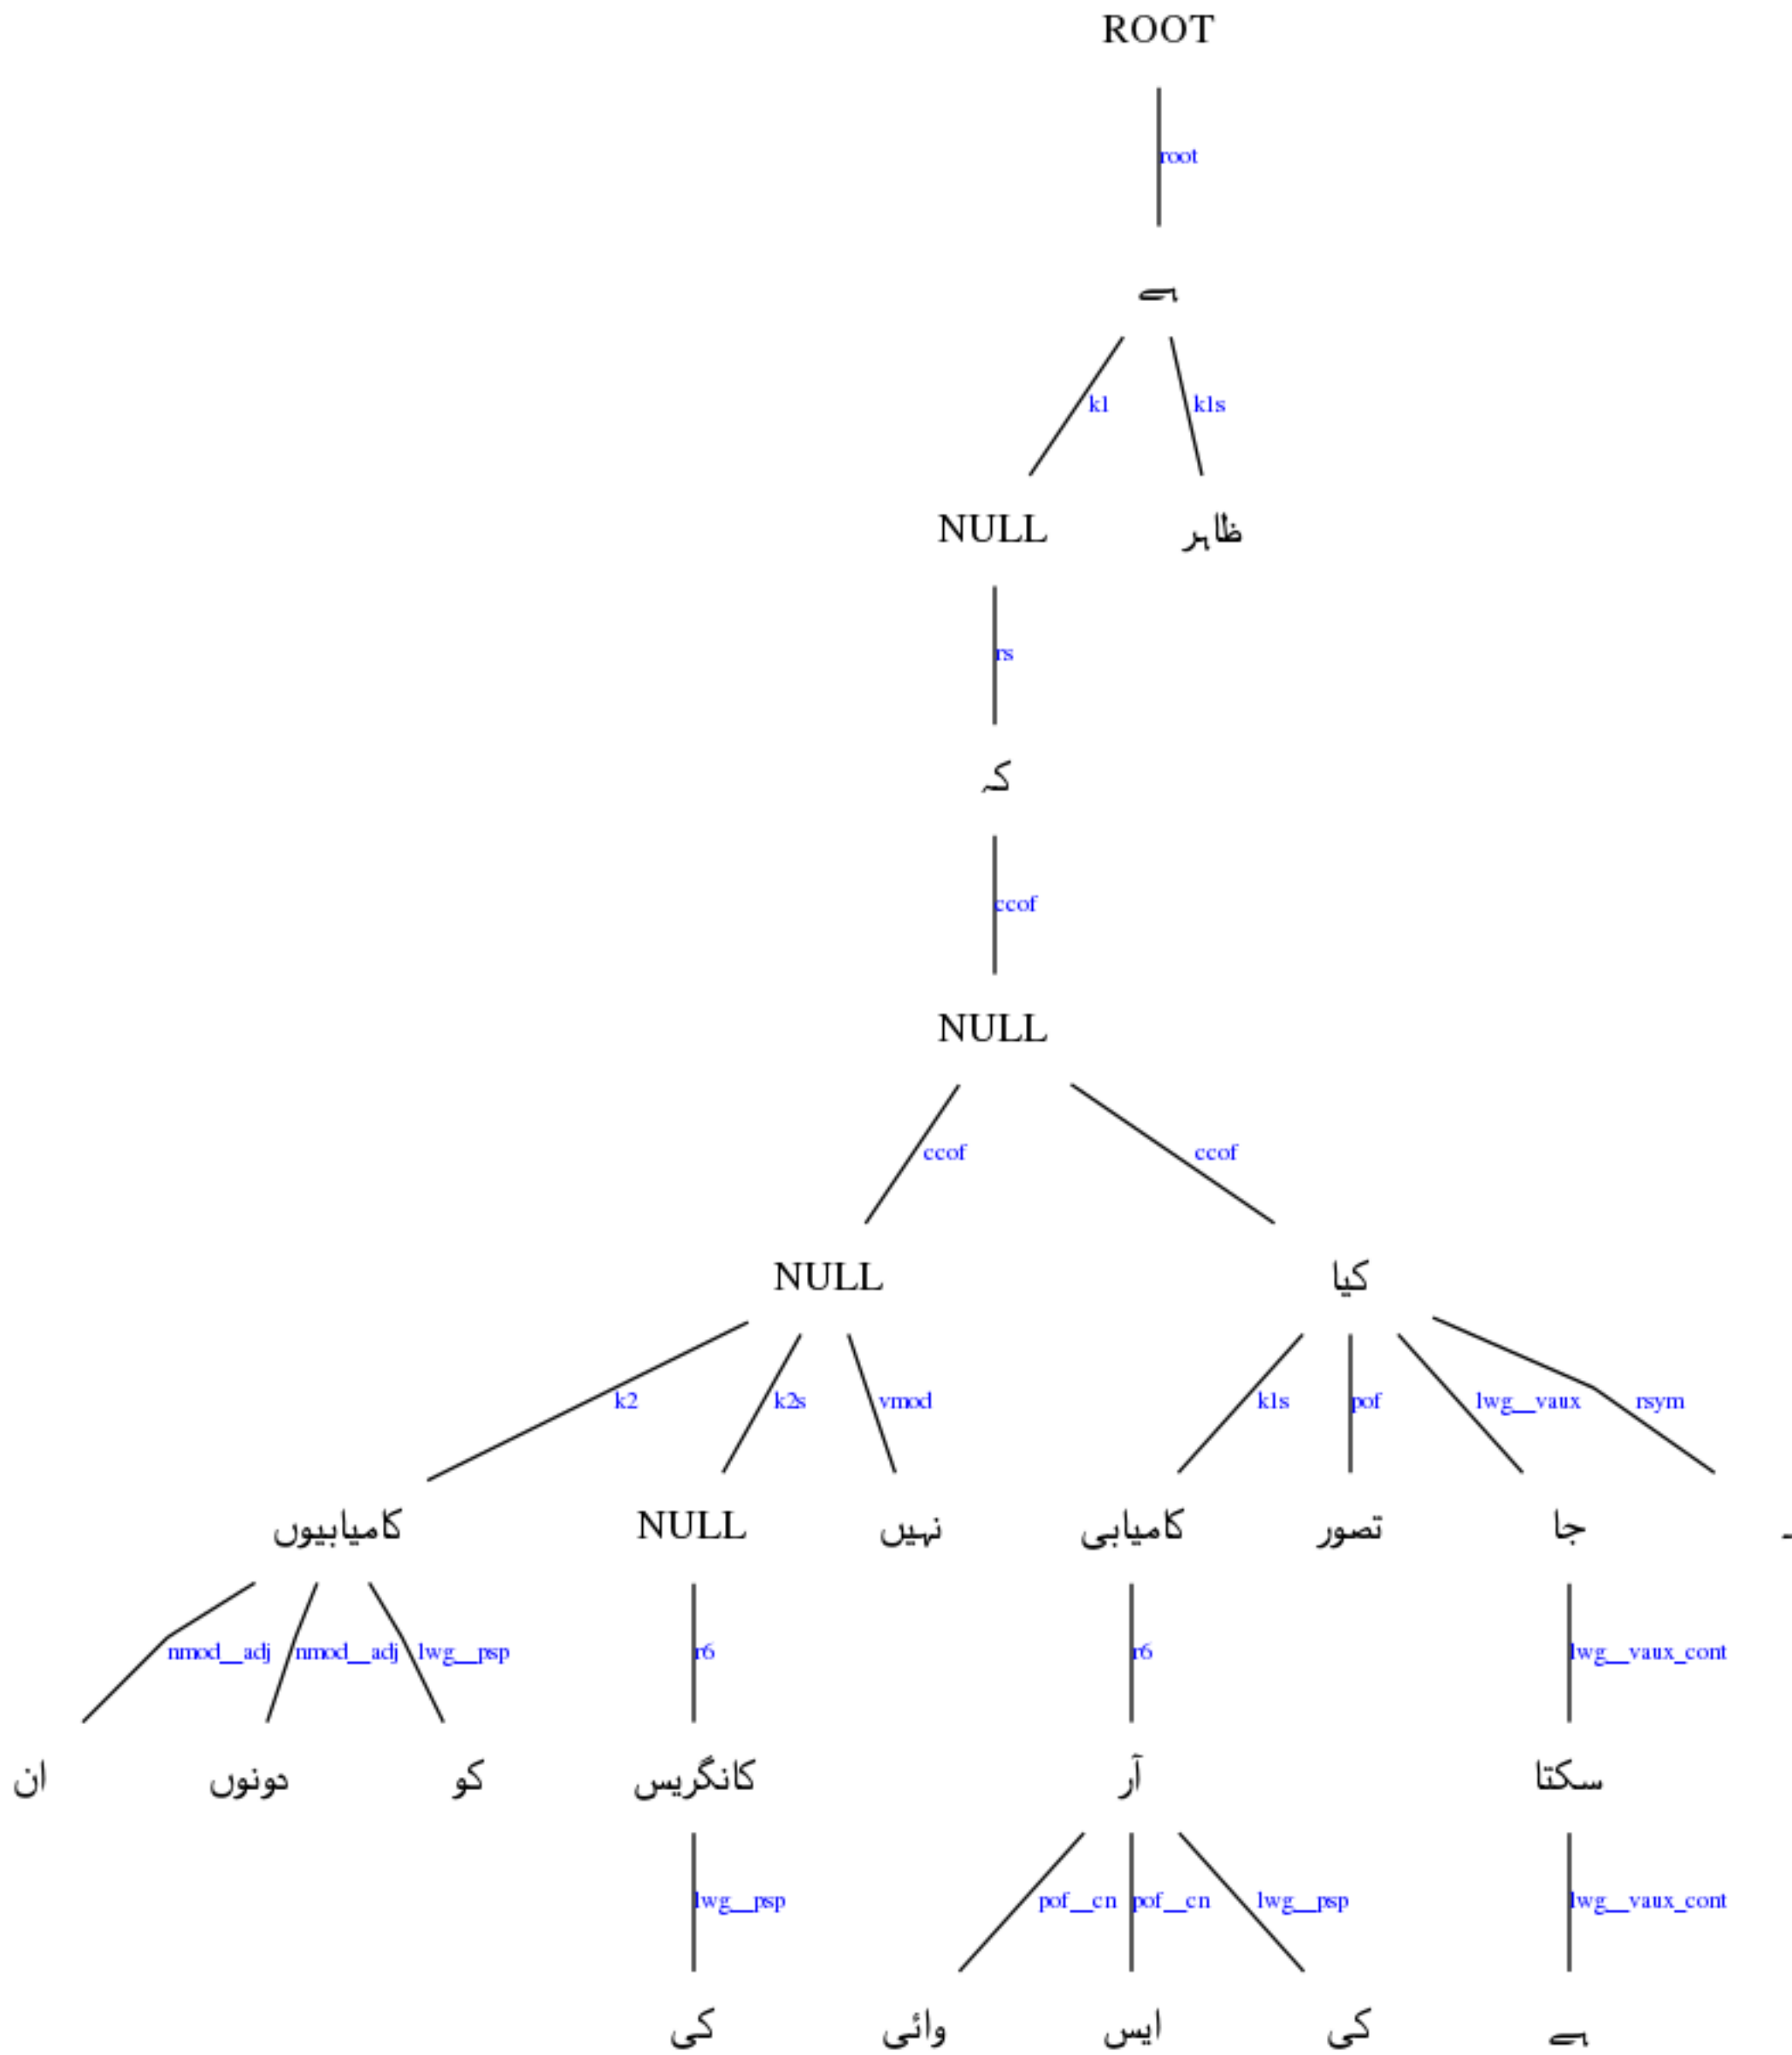 ROOT
root
ہے
k1 k1s
NULL ظاہر
rs
کہ
ccof
NULL
ccof ccof
NULL کیا
k2 k2s vmod k1s pof lwg__vaux rsym
کامیابیوں NULL نہیں کامیابی تصور جا ۔
nmod__adj nmod__adj lwg__psp r6 r6 lwg__vaux_cont
ان دونوں کو کانگریس آر سکتا
lwg__psp pof__cn pof__cn lwg__psp lwg__vaux_cont
کی وائی ایس کی ہے